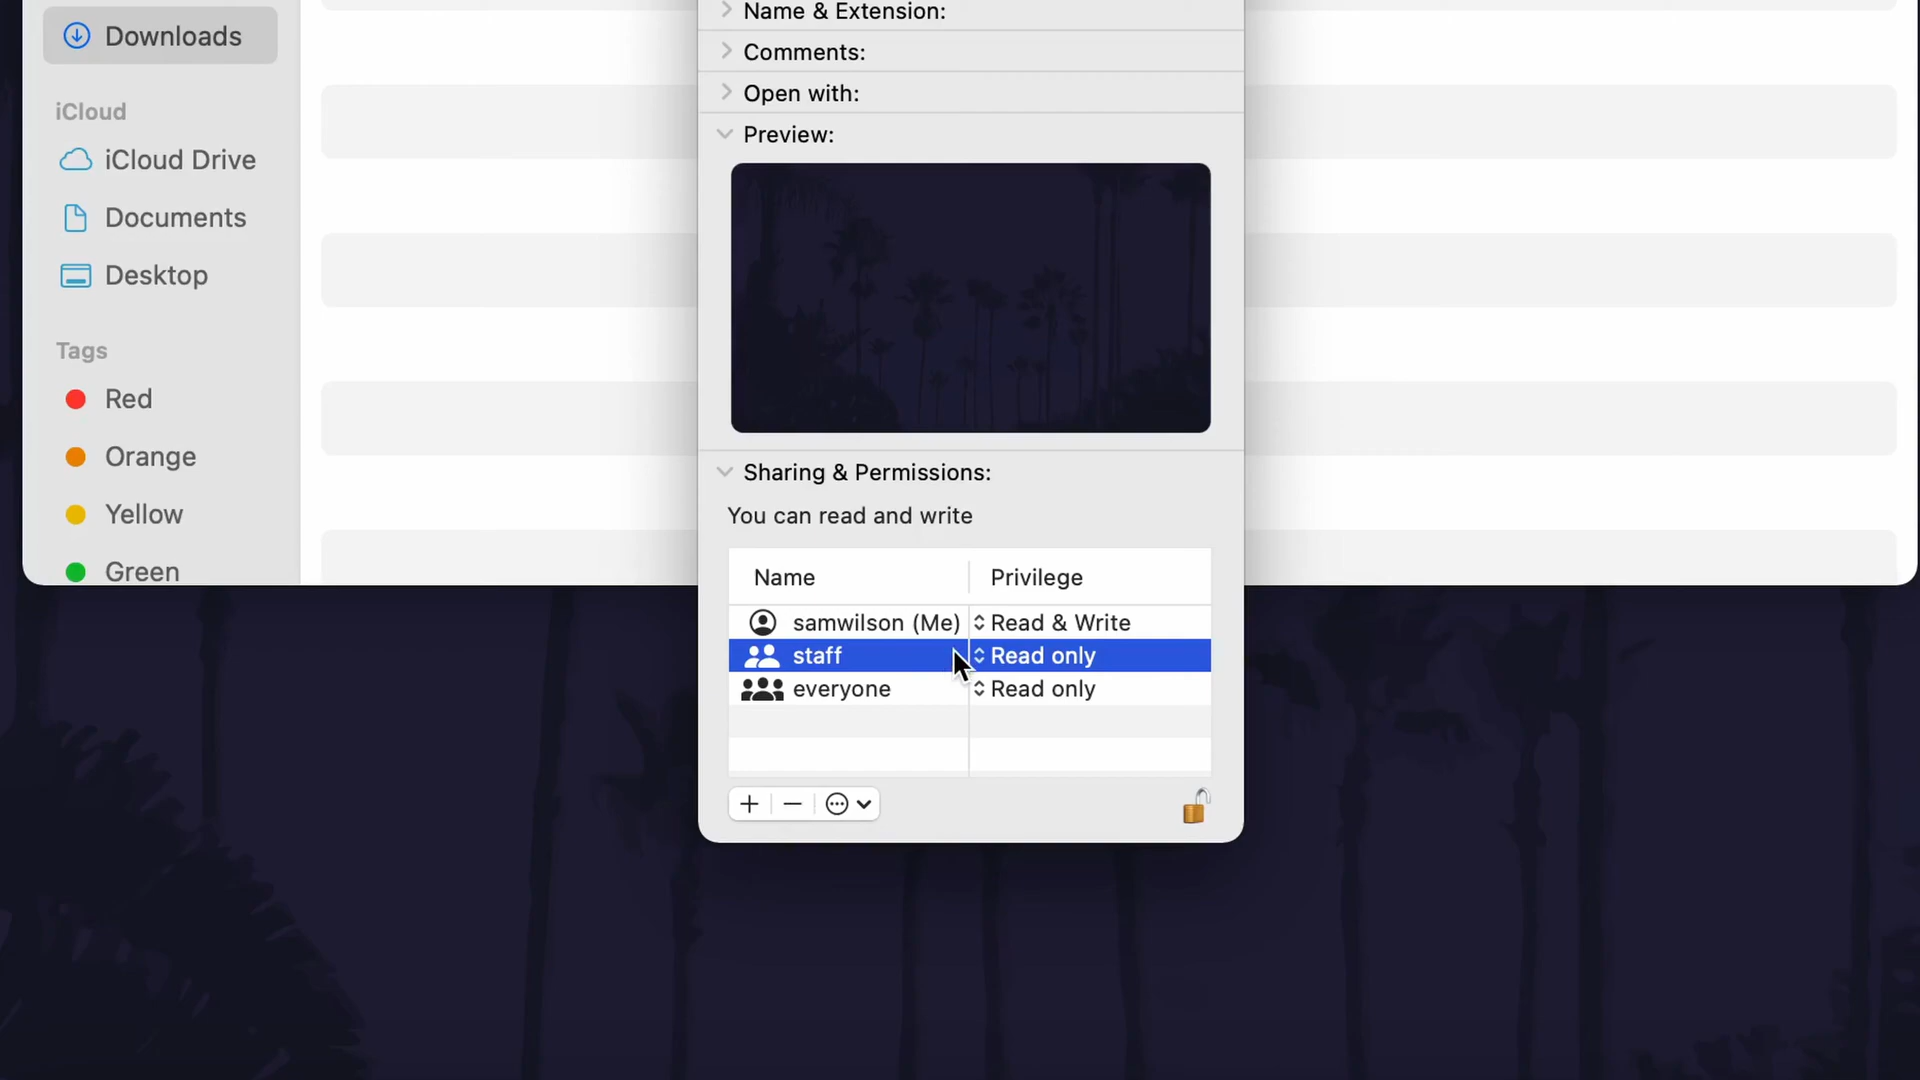 Downloads
iCloud
iCloud Drive
Documents
Desktop
Tags
Red
Orange
Yellow
Green
Name & Extension:
Comments:
Open with:
Preview:
Sharing & Permissions:
You can read and write
Name Privilege
samwilson (Me) Read & Write
staff Read only
everyone Read only